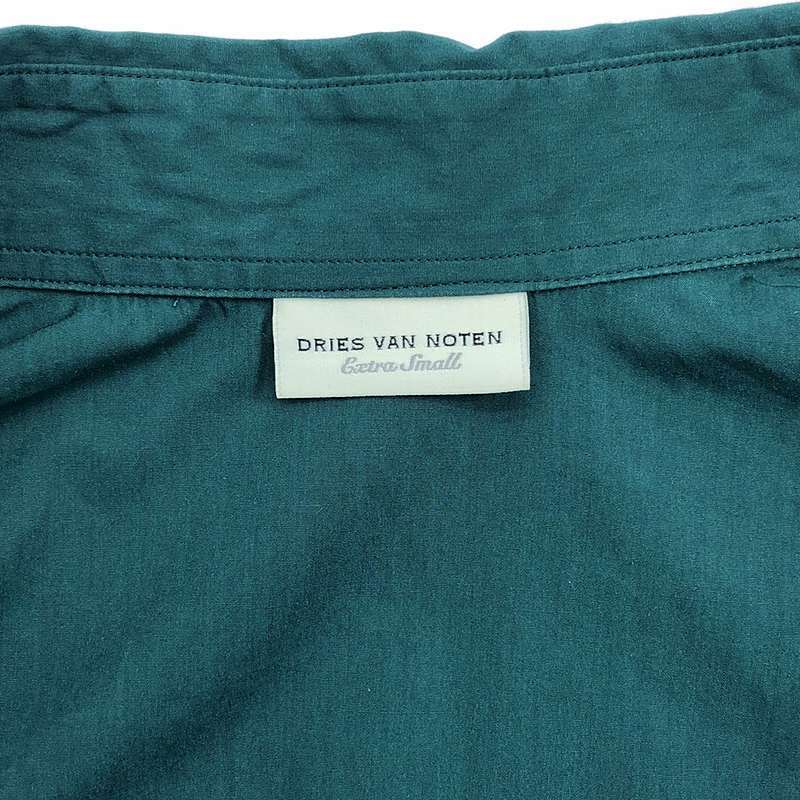 DRIES VAN NOTEN
Extra Small